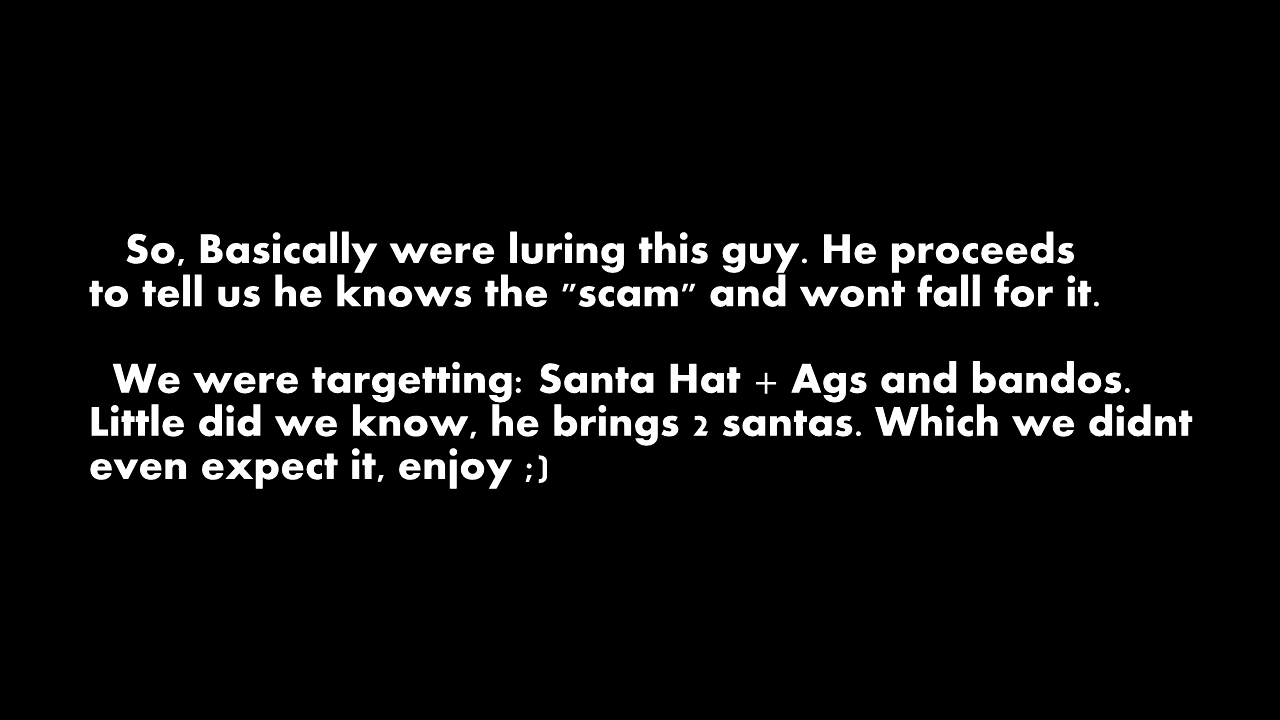 So, Basically were luring this guy. He proceeds
to tell us he knows the "scam" and wont fall for it.
We were targetting: Santa Hat + Ags and bandos.
Little did we know, he brings 2 santas. Which we didnt
even expect it, enjoy ;)